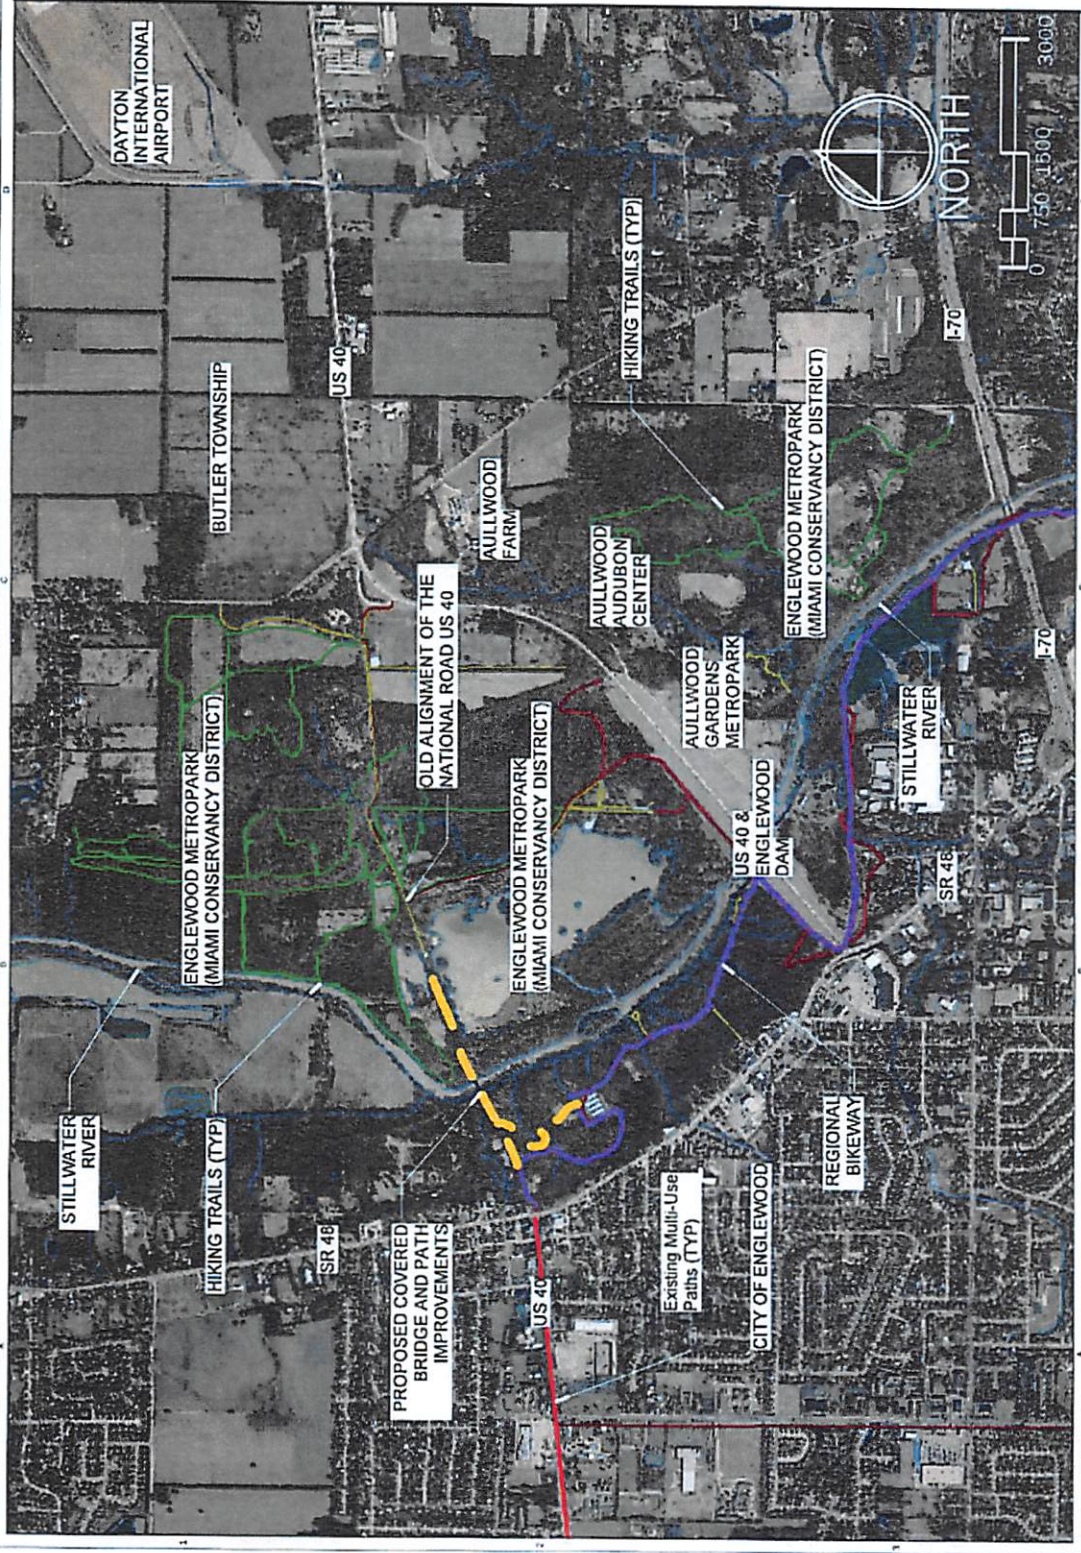 DAYTON
INTERNATIONAL
AIRPORT
BUTLER TOWNSHIP
US 40
HIKING TRAILS (TYP)
AULLWOOD
FARM
AULLWOOD
AUDUBON
CENTER
ENGLEWOOD METROPARK
(MIAMI CONSERVANCY DISTRICT)
I-70
NORTH
0 750 1500 3000
ENGLEWOOD METROPARK
(MIAMI CONSERVANCY DISTRICT)
OLD ALIGNMENT OF THE
NATIONAL ROAD US 40
ENGLEWOOD METROPARK
(MIAMI CONSERVANCY DISTRICT)
AULLWOOD
GARDENS
METROPARK
US 40 &
ENGLEWOOD
DAM
STILLWATER
RIVER
I-70
SR 48
STILLWATER
RIVER
HIKING TRAILS (TYP)
SR 48
PROPOSED COVERED
BRIDGE AND PATH
IMPROVEMENTS
US 40
Existing Multi-Use
Paths (TYP)
CITY OF ENGLEWOOD
REGIONAL
BIKEWAY
A
B
C
D
1
2
3
A